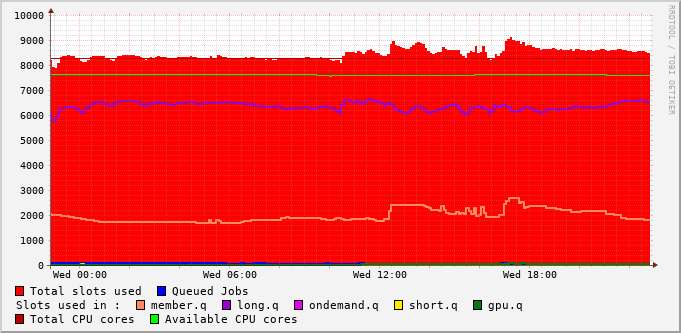 10000
9000
8000
7000
6000
5000
4000
3000
2000
1000
0
Wed 00:00 Wed 06:00 Wed 12:00 Wed 18:00
RRDTOOL / TOBI OETIKER
Total slots used Queued Jobs
Slots used in : member.q long.q ondemand.q short.q gpu.q
Total CPU cores Available CPU cores